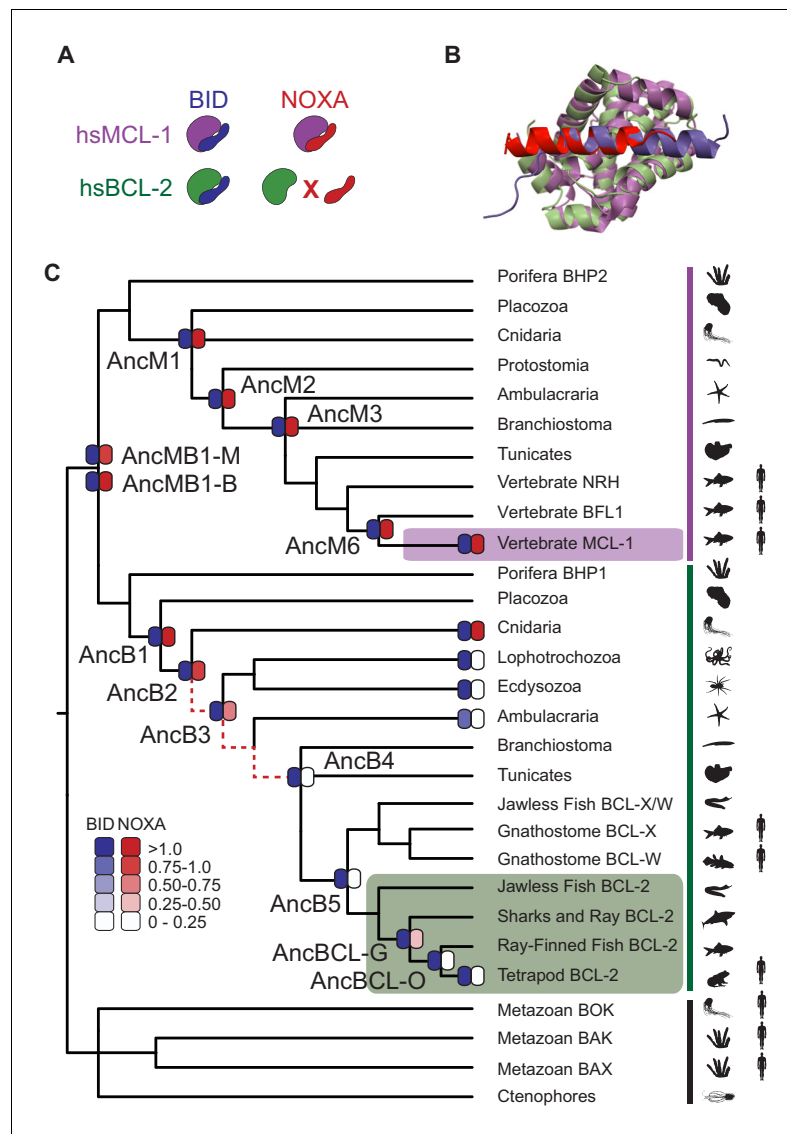 A
B
BID NOXA
hsMCL-1
hsBCL-2
X
C
Porifera BHP2
Placozoa
Cnidaria
AncM1
Protostomia
AncM2
Ambulacraria
AncM3
Branchiostoma
AncMB1-M
Tunicates
AncMB1-B
Vertebrate NRH
Vertebrate BFL1
AncM6
Vertebrate MCL-1
Porifera BHP1
Placozoa
Cnidaria
AncB1
Lophotrochozoa
AncB2
Ecdysozoa
Ambulacraria
AncB3
Branchiostoma
AncB4
Tunicates
Jawless Fish BCL-X/W
BID NOXA
Gnathostome BCL-X
>1.0
0.75-1.0
Gnathostome BCL-W
0.50-0.75
0.25-0.50
Jawless Fish BCL-2
0 - 0.25
AncB5
Sharks and Ray BCL-2
AncBCL-G
Ray-Finned Fish BCL-2
AncBCL-O
Tetrapod BCL-2
Metazoan BOK
Metazoan BAK
Metazoan BAX
Ctenophores